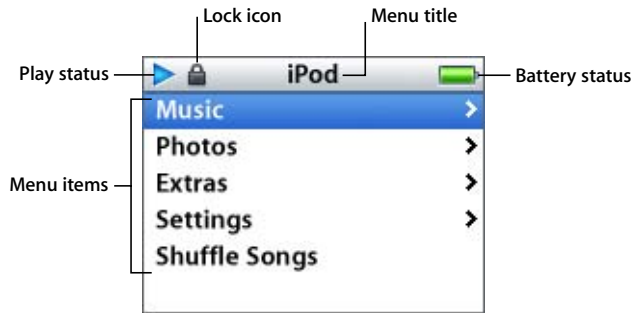 Lock icon
Menu title
Play status
iPod
Battery status
Music
Photos
Menu items
Extras
Settings
Shuffle Songs